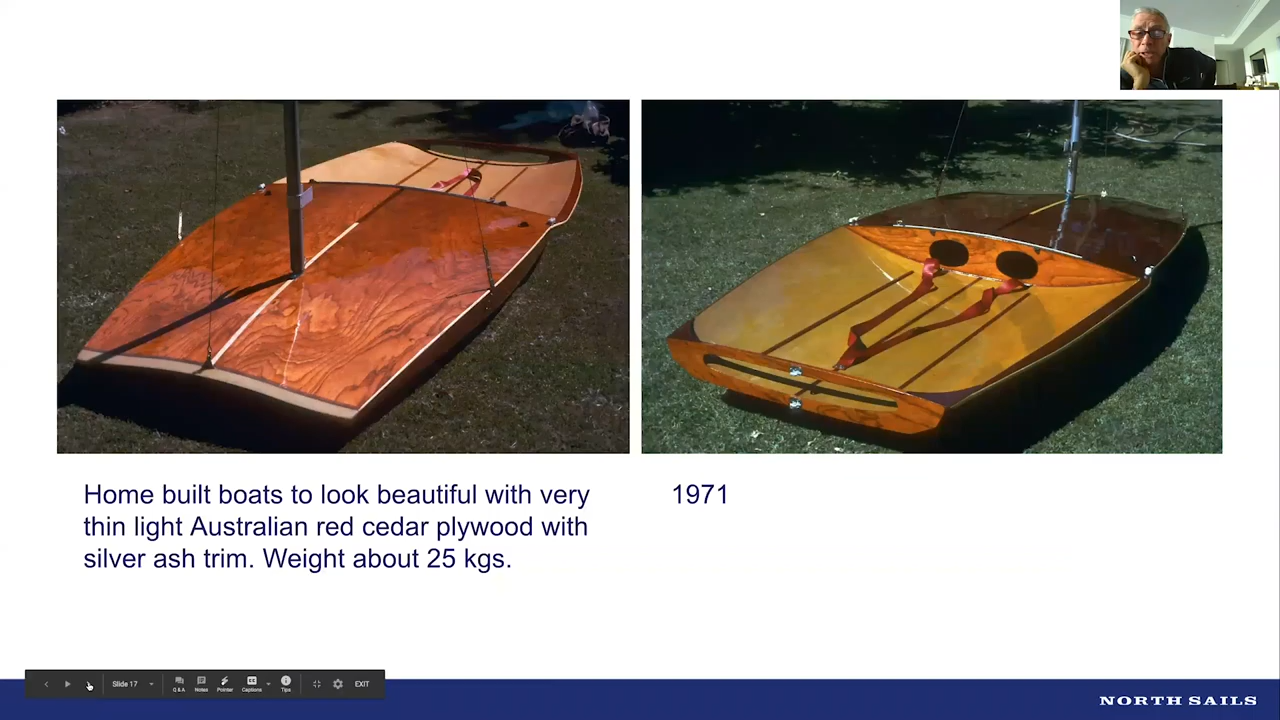 Home built boats to look beautiful with very
thin light Australian red cedar plywood with
silver ash trim. Weight about 25 kgs.
1971
Slide 17
Q & A
Notes
Pointer
Captions
Tips
EXIT
NORTH SAILS